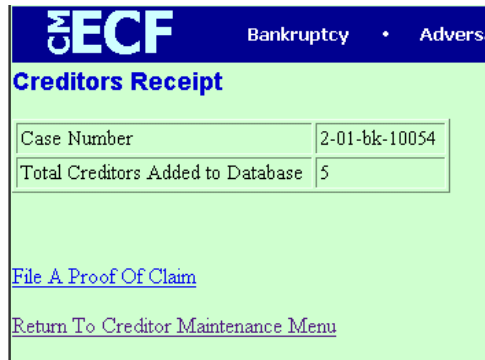 CM ECF Bankruptcy • Advers
Creditors Receipt
Case Number 2-01-bk-10054
Total Creditors Added to Database 5
File A Proof Of Claim
Return To Creditor Maintenance Menu